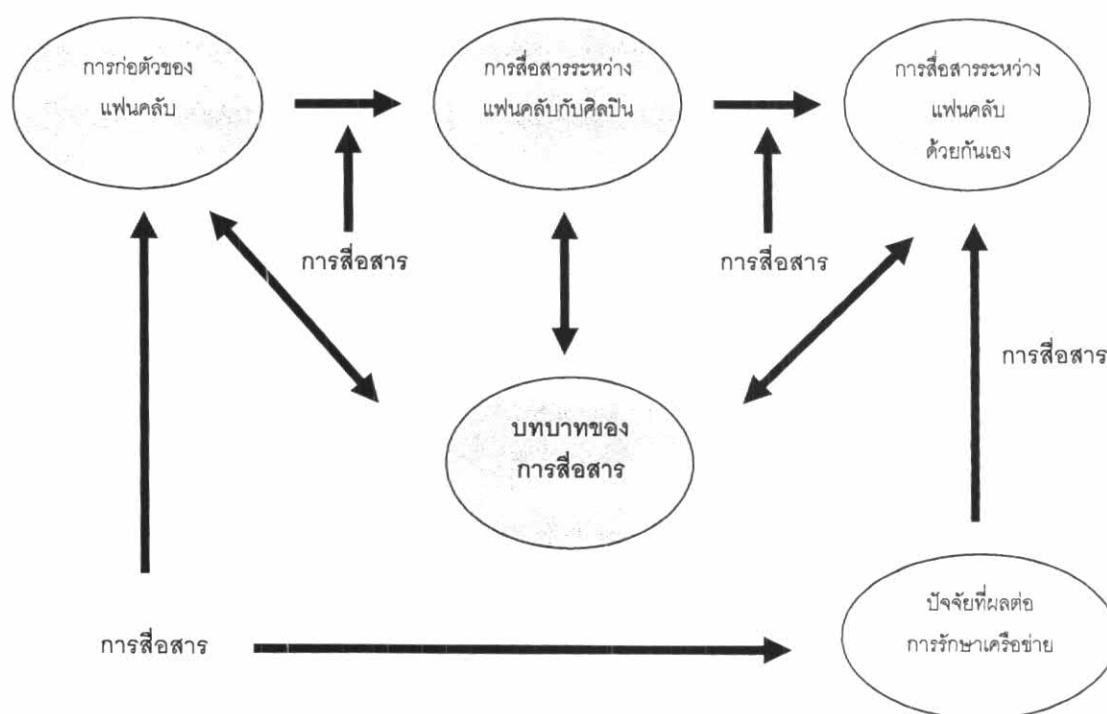 การก่อตัวของ
แฟนคลับ
การสื่อสารระหว่าง
แฟนคลับกับศิลปิน
การสื่อสารระหว่าง
แฟนคลับ
ด้วยกันเอง
การสื่อสาร
การสื่อสาร
การสื่อสาร
บทบาทของ
การสื่อสาร
การสื่อสาร
ปัจจัยที่ผลต่อ
การรักษาเครือข่าย